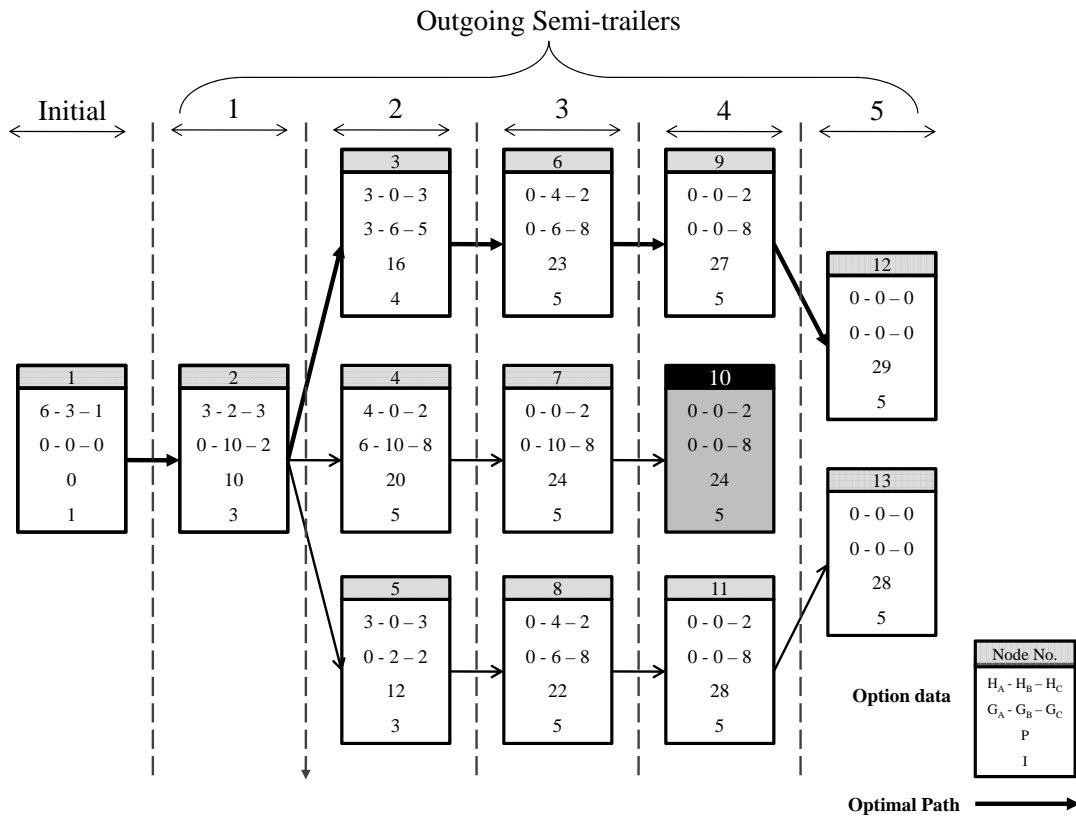 Outgoing Semi-trailers
Initial
1
2
3
4
5
3
3 - 0 – 3
3 - 6 – 5
16
4
6
0 - 4 – 2
0 - 6 – 8
23
5
9
0 - 0 – 2
0 - 0 – 8
27
5
12
0 - 0 – 0
0 - 0 – 0
29
5
1
6 - 3 – 1
0 - 0 – 0
0
1
2
3 - 2 – 3
0 - 10 – 2
10
3
4
4 - 0 – 2
6 - 10 – 8
20
5
7
0 - 0 – 2
0 - 10 – 8
24
5
10
0 - 0 – 2
0 - 0 – 8
24
5
13
0 - 0 – 0
0 - 0 – 0
28
5
5
3 - 0 – 3
0 - 2 – 2
12
3
8
0 - 4 – 2
0 - 6 – 8
22
5
11
0 - 0 – 2
0 - 0 – 8
28
5
Option data
Node No.
H_A - H_B – H_C
G_A - G_B – G_C
P
I
Optimal Path